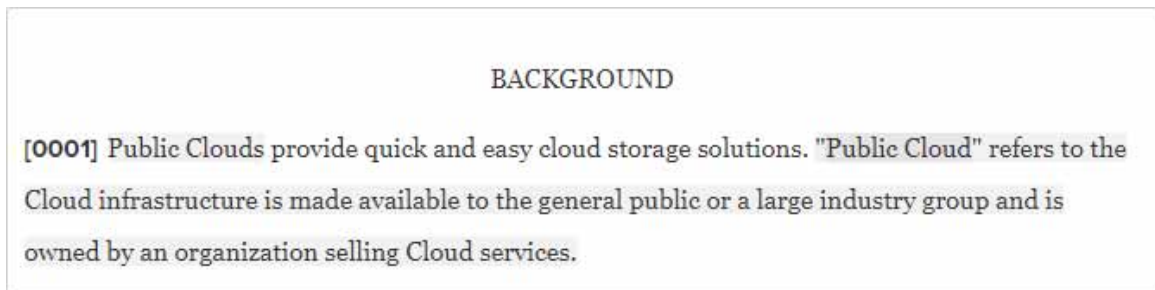 BACKGROUND
[0001] Public Clouds provide quick and easy cloud storage solutions. "Public Cloud" refers to the
Cloud infrastructure is made available to the general public or a large industry group and is
owned by an organization selling Cloud services.